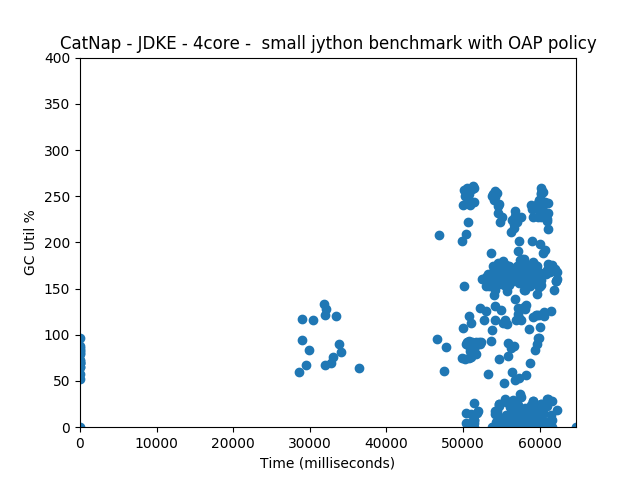 CatNap - JDKE - 4core -  small jython benchmark with OAP policy
400
350
300
250
200
150
100
50
0
GC Util %
0 10000 20000 30000 40000 50000 60000
Time (milliseconds)